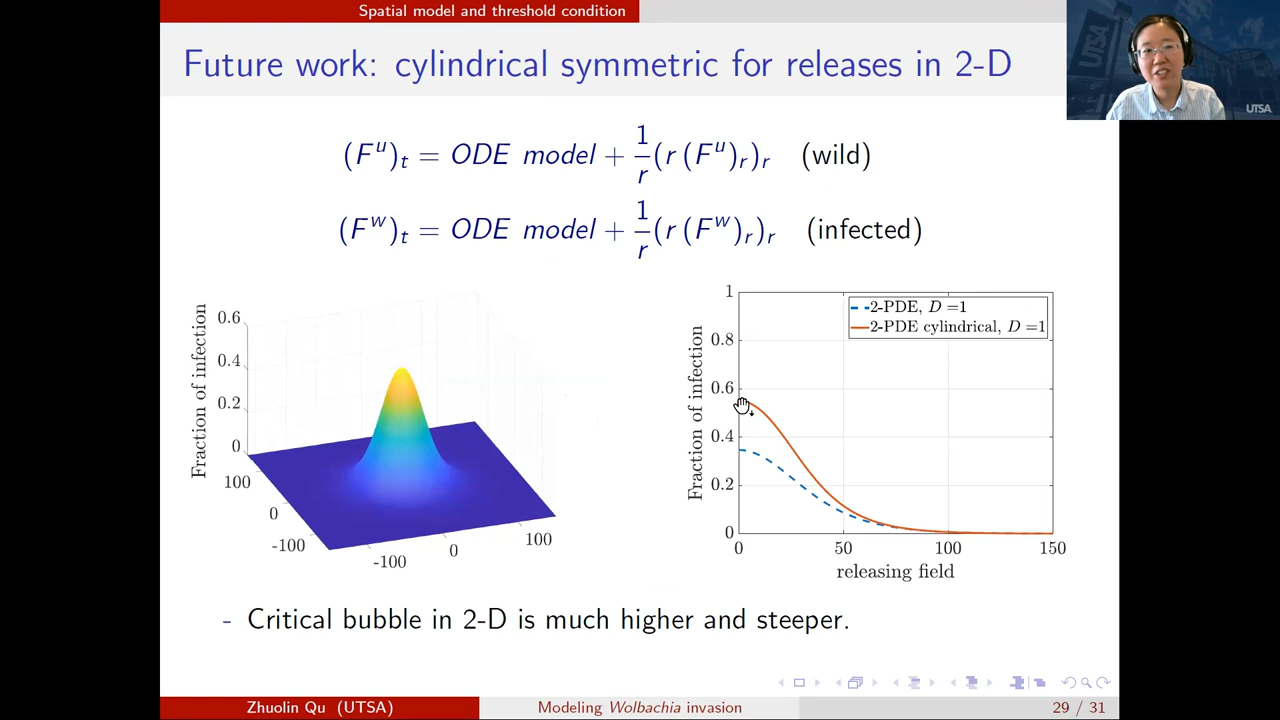 Spatial model and threshold condition
Future work: cylindrical symmetric for releases in 2-D
UTSA
UTSA
(F^u)_t = ODE model + 1/r (r (F^u)_r)_r (wild)
(F^w)_t = ODE model + 1/r (r (F^w)_r)_r (infected)
Fraction of infection
0.6
0.4
0.2
0
100
0
-100
-100
0
100
Fraction of infection
1
0.8
0.6
0.4
0.2
0
2-PDE, D =1
2-PDE cylindrical, D =1
0 50 100 150
releasing field
- Critical bubble in 2-D is much higher and steeper.
Zhuolin Qu (UTSA) Modeling Wolbachia invasion 29 / 31